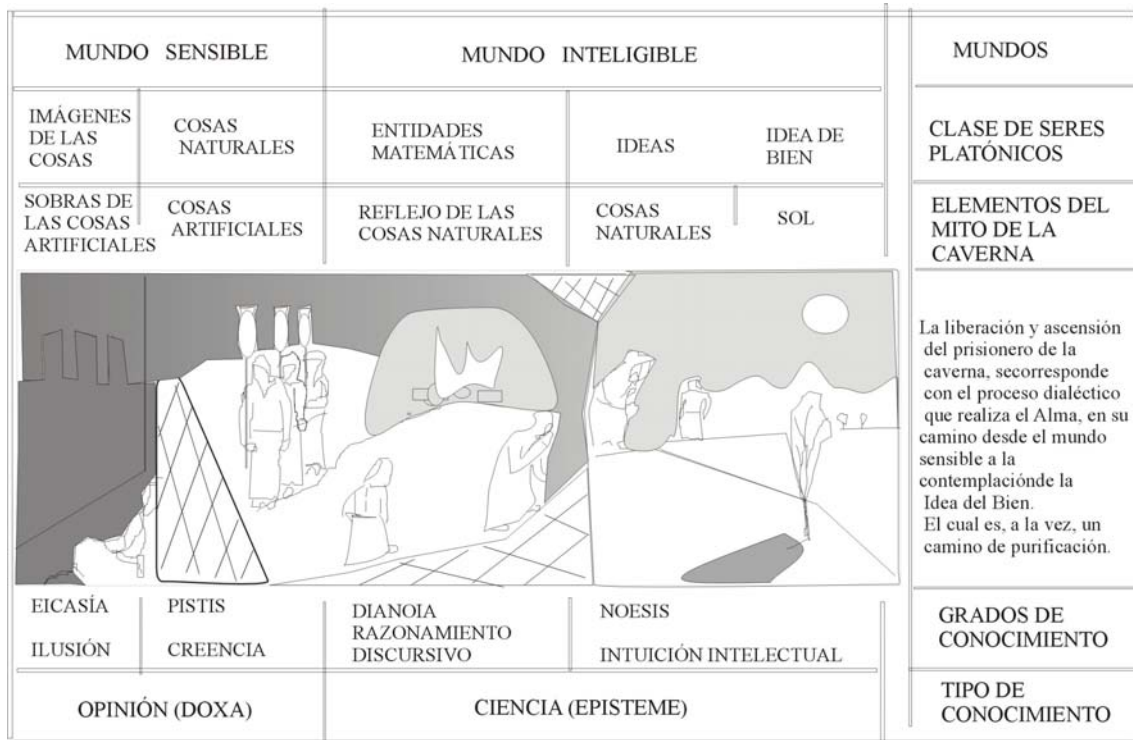 MUNDO SENSIBLE
MUNDO INTELIGIBLE
MUNDOS
IMÁGENES
DE LAS
COSAS
COSAS
NATURALES
ENTIDADES
MATEMÁTICAS
IDEAS
IDEA DE
BIEN
CLASE DE SERES
PLATÓNICOS
SOBRAS DE
LAS COSAS
ARTIFICIALES
COSAS
ARTIFICIALES
REFLEJO DE LAS
COSAS NATURALES
COSAS
NATURALES
SOL
ELEMENTOS DEL
MITO DE LA
CAVERNA
La liberación y ascensión
del prisionero de la
caverna, secorresponde
con el proceso dialéctico
que realiza el Alma, en su
camino desde el mundo
sensible a la
contemplaciónde la
Idea del Bien.
El cual es, a la vez, un
camino de purificación.
EICASÍA
ILUSIÓN
PISTIS
CREENCIA
DIANOIA
RAZONAMIENTO
DISCURSIVO
NOESIS
INTUICIÓN INTELECTUAL
GRADOS DE
CONOCIMIENTO
OPINIÓN (DOXA)
CIENCIA (EPISTEME)
TIPO DE
CONOCIMIENTO